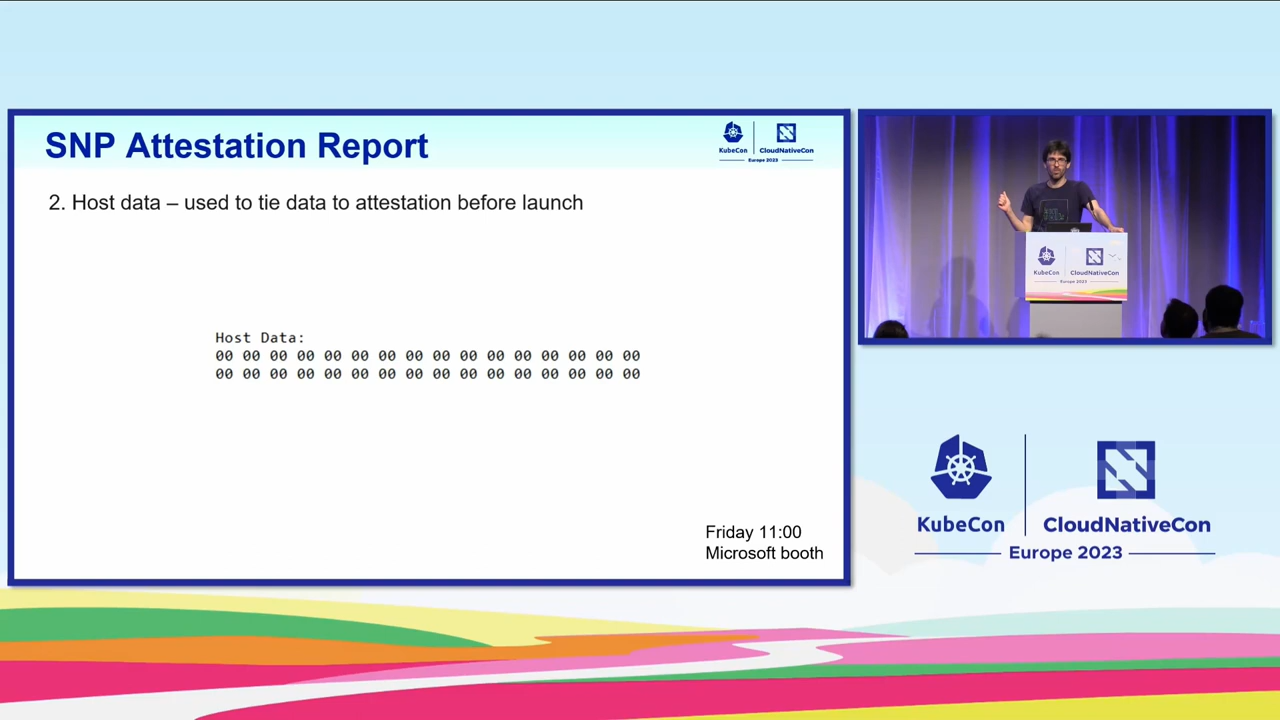 SNP Attestation Report
KubeCon
CloudNativeCon
Europe 2023
2. Host data – used to tie data to attestation before launch
Host Data:
00 00 00 00 00 00 00 00 00 00 00 00 00 00 00 00
00 00 00 00 00 00 00 00 00 00 00 00 00 00 00 00
Friday 11:00
Microsoft booth
KubeCon
CloudNativeCon
Europe 2023
KubeCon
CloudNativeCon
Europe 2023